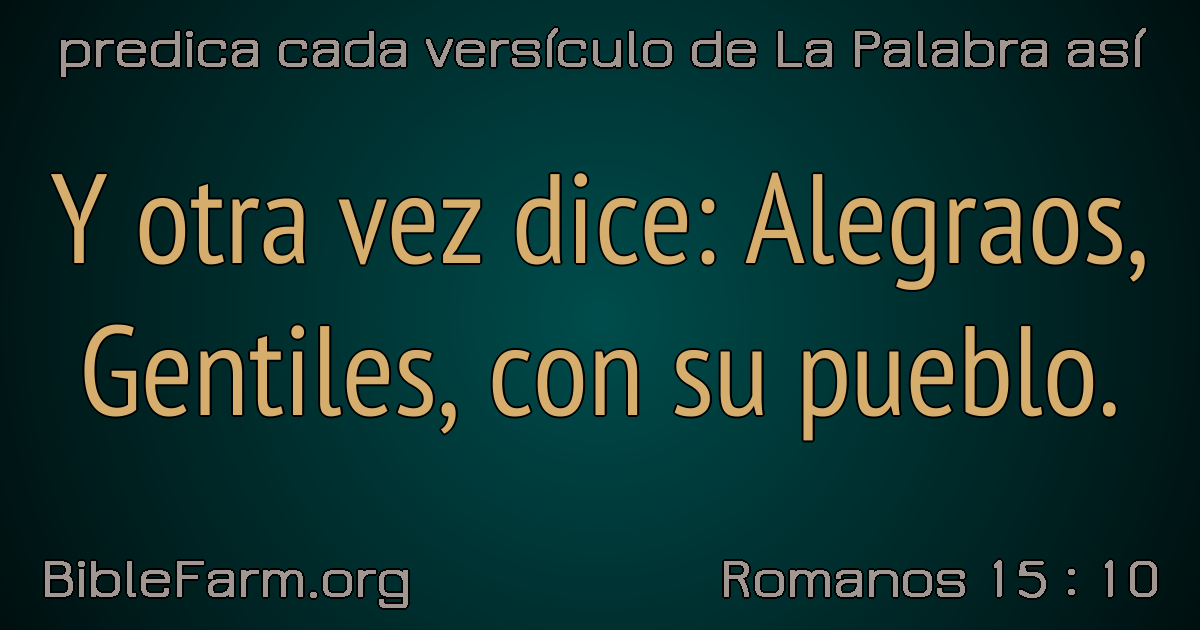 predica cada versículo de La Palabra así
Y otra vez dice: Alegraos,
Gentiles, con su pueblo.
BibleFarm.org
Romanos 15 : 10